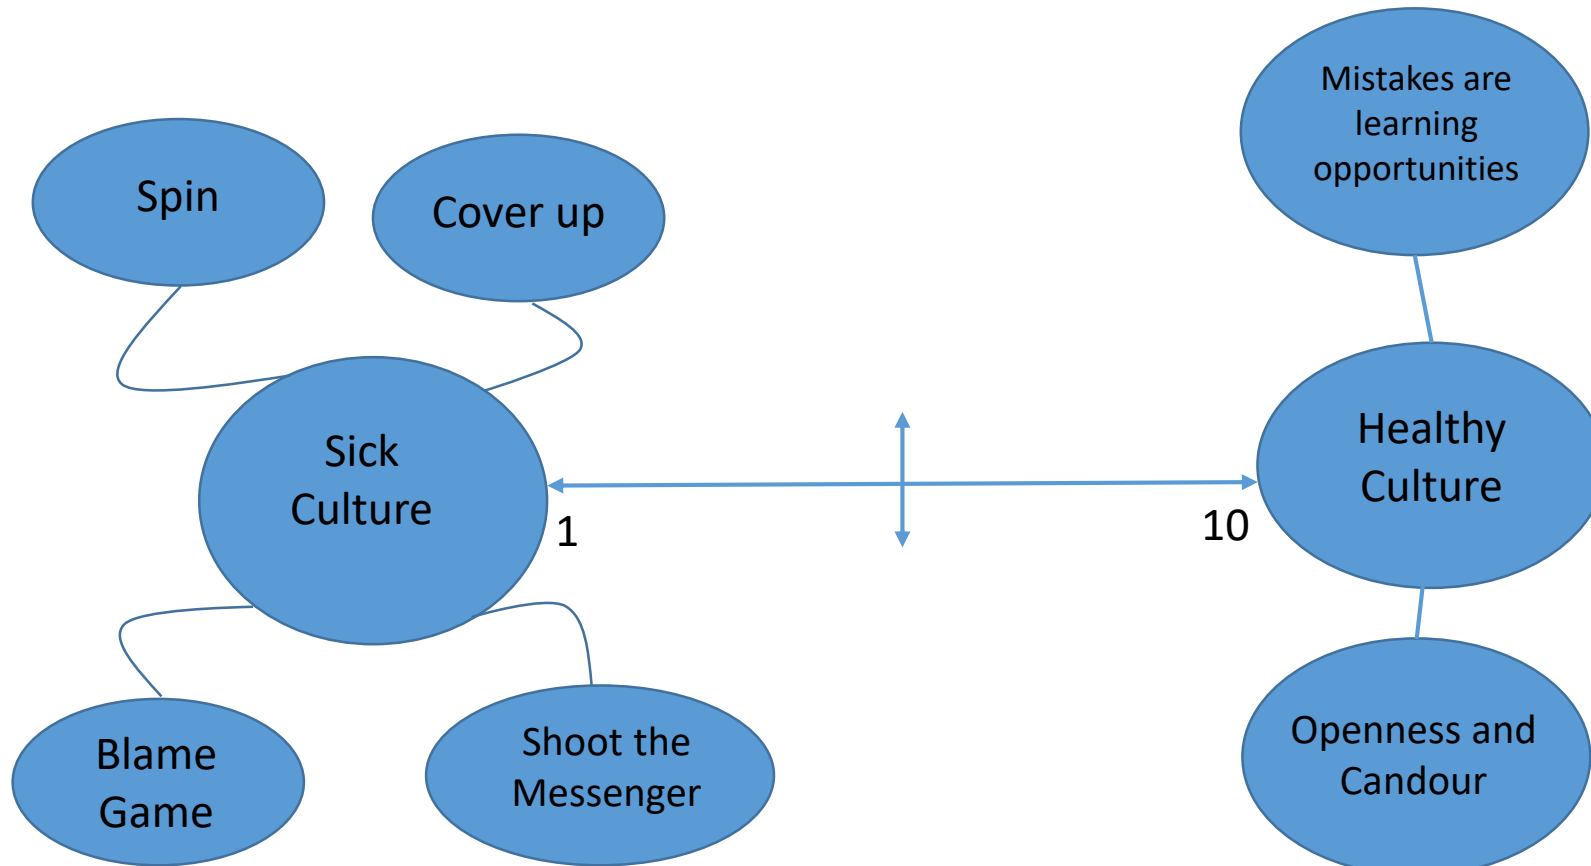 Spin
Cover up
Sick
Culture
Blame
Game
Shoot the
Messenger
1
10
Mistakes are
learning
opportunities
Healthy
Culture
Openness and
Candour